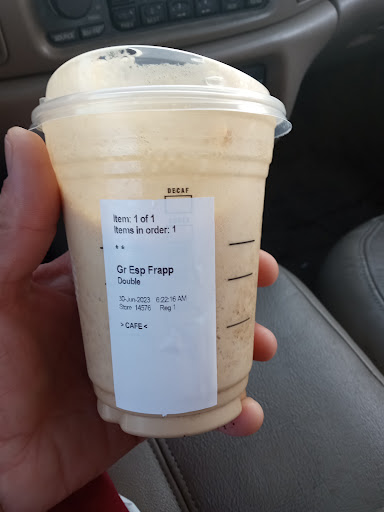 DECAF
Item: 1 of 1
Items in order: 1
* *
Gr Esp Frapp
Double
30-Jun-2023 6:22:16 AM
Store 14576 Reg 1
> CAFE <